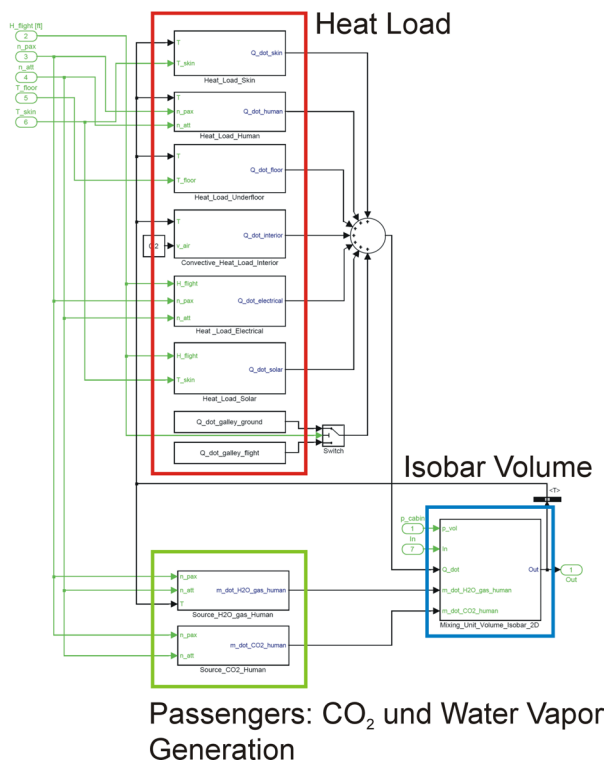 Heat Load
H_flight [ft]
2
n_pax
3
n_att
4
T_floor
5
T_skin
6
T
T_skin
Q_dot_skin
Heat_Load_Skin
T
n_pax
n_att
Q_dot_human
Heat_Load_Human
T
T_floor
Q_dot_floor
Heat_Load_Underfloor
T
v_air
Q_dot_interior
Convective_Heat_Load_Interior
H_flight
n_pax
n_att
Q_dot_electrical
Heat _Load_Electrical
H_flight
T_skin
Q_dot_solar
Heat_Load_Solar
Q_dot_galley_ground
Q_dot_galley_flight
Switch
Isobar Volume
<T>
p_cabin
1
In
7
p_vol
In
Q_dot
m_dot_H2O_gas_human
m_dot_CO2_human
Out
Mixing_Unit_Volume_Isobar_2D
1
Out
n_pax
n_att
T
m_dot_H2O_gas_human
Source_H2O_gas_Human
n_pax
n_att
m_dot_CO2_human
Source_CO2_Human
Passengers: CO₂ und Water Vapor
Generation